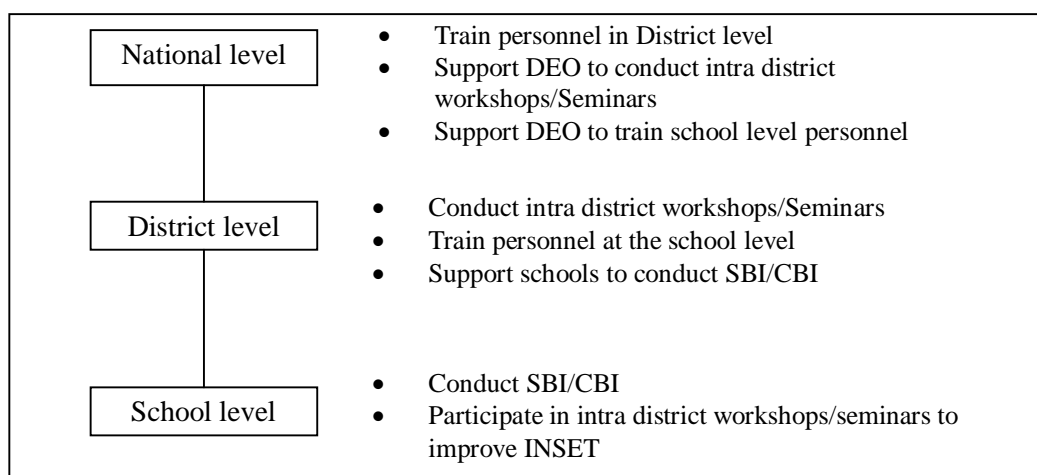 National level
• Train personnel in District level
• Support DEO to conduct intra district
workshops/Seminars
• Support DEO to train school level personnel
District level
• Conduct intra district workshops/Seminars
• Train personnel at the school level
• Support schools to conduct SBI/CBI
School level
• Conduct SBI/CBI
• Participate in intra district workshops/seminars to
improve INSET